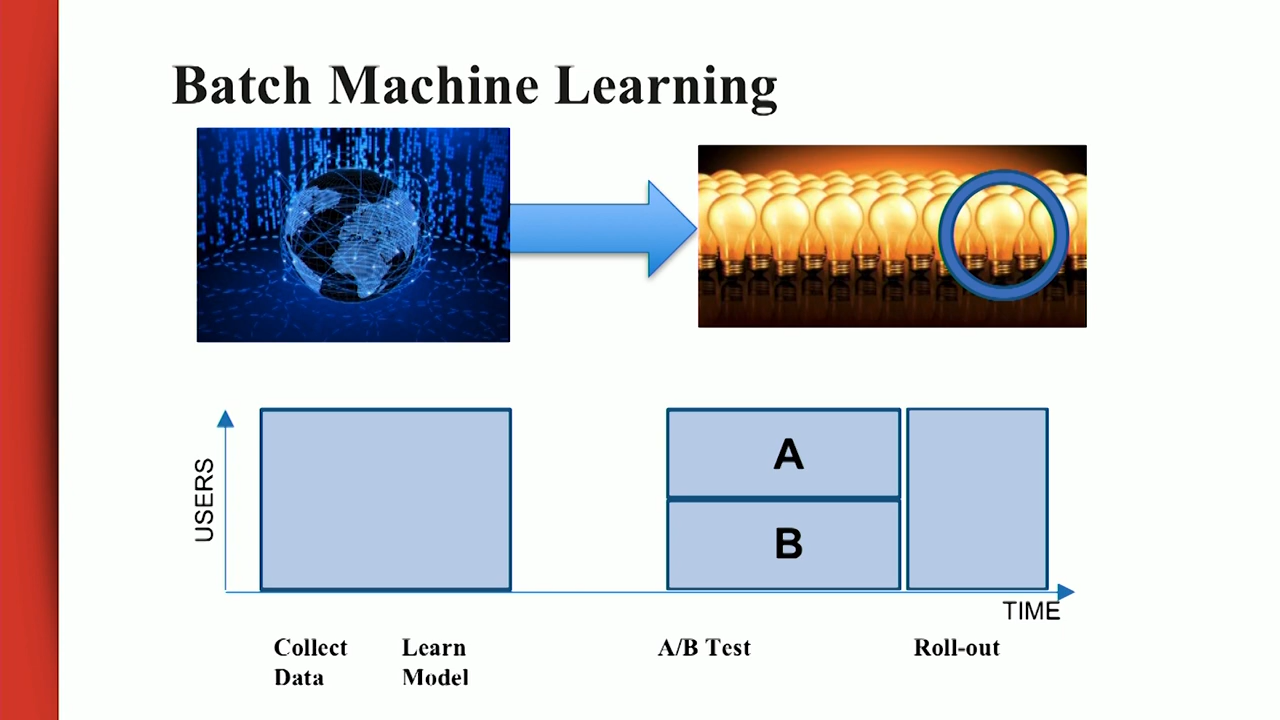 Batch Machine Learning
USERS
A
B
TIME
Collect Data
Learn Model
A/B Test
Roll-out